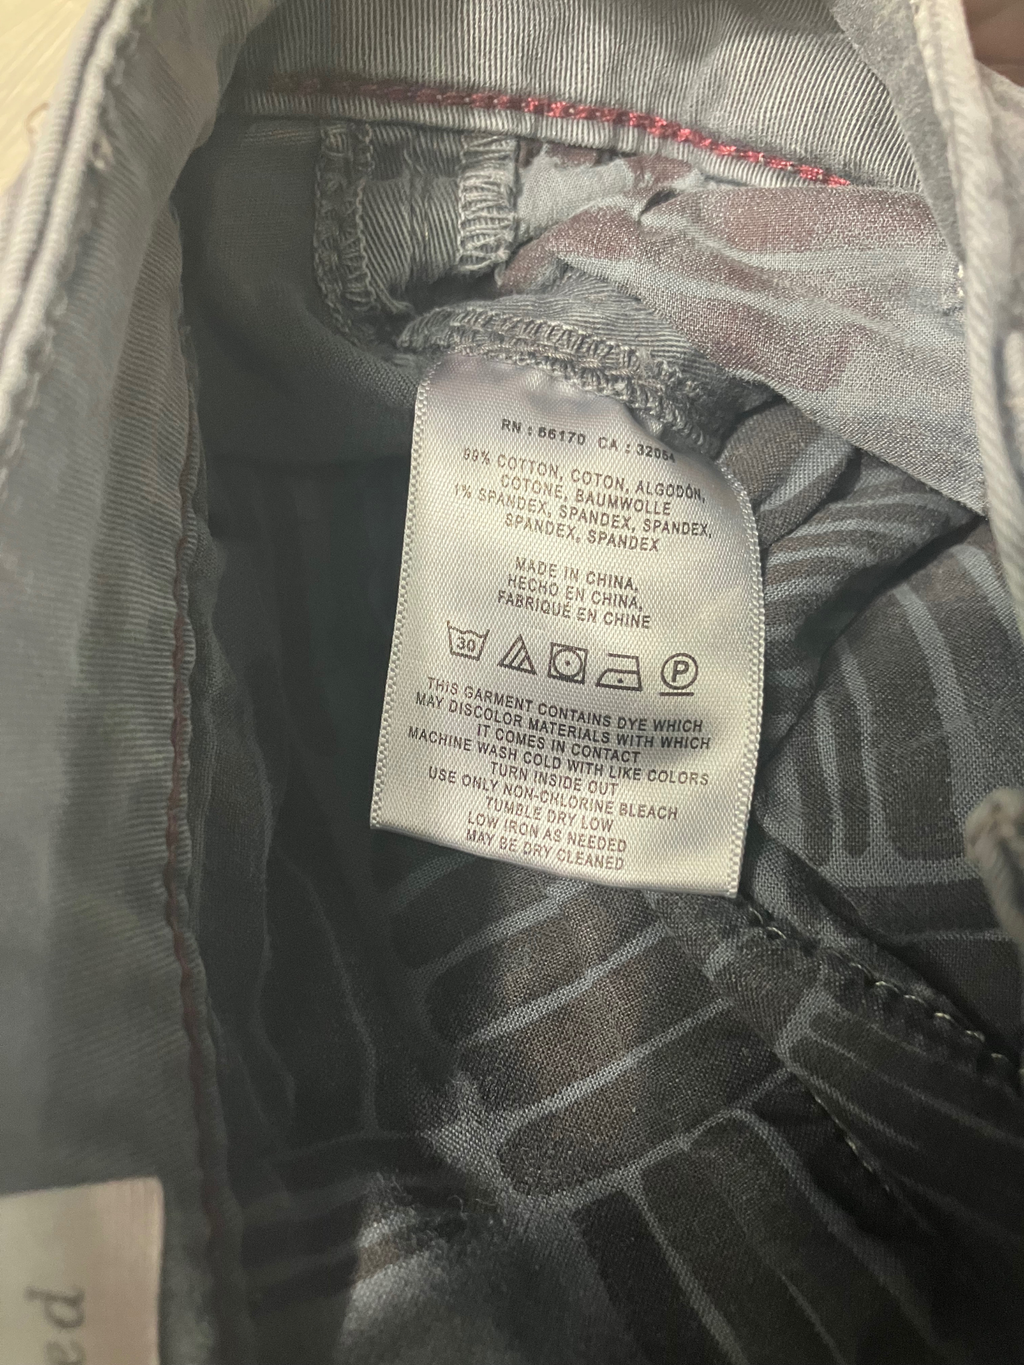 RN : 66170 CA : 32054
99% COTTON, COTON, ALGODÓN,
COTONE, BAUMWOLLE
1% SPANDEX, SPANDEX, SPANDEX,
SPANDEX, SPANDEX
MADE IN CHINA,
HECHO EN CHINA,
FABRIQUÉ EN CHINE
30 P
THIS GARMENT CONTAINS DYE WHICH
MAY DISCOLOR MATERIALS WITH WHICH
IT COMES IN CONTACT
MACHINE WASH COLD WITH LIKE COLORS
TURN INSIDE OUT
USE ONLY NON-CHLORINE BLEACH
TUMBLE DRY LOW
LOW IRON AS NEEDED
MAY BE DRY CLEANED